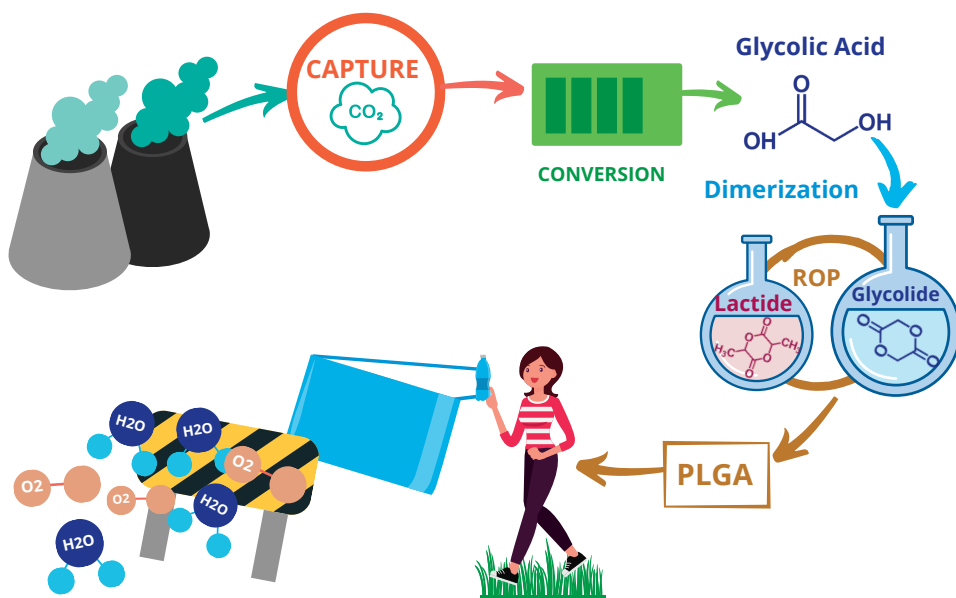 CAPTURE
CO₂
CONVERSION
Glycolic Acid
O
OH
OH
Dimerization
ROP
Lactide
Glycolide
O
O
H₃C
O
CH₃
O
O
O
O
O
PLGA
H2O
H2O
O2
O2
O2
H2O
H2O